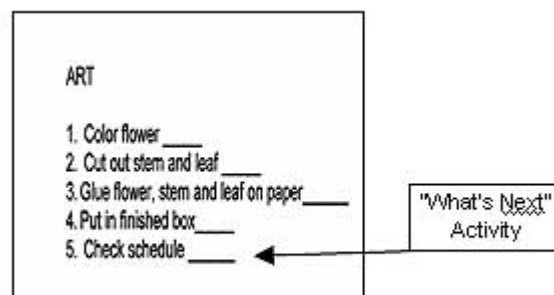 ART
1. Color flower ____
2. Cut out stem and leaf ____
3. Glue flower, stem and leaf on paper____
4. Put in finished box____
5. Check schedule ____
"What's Next"
Activity